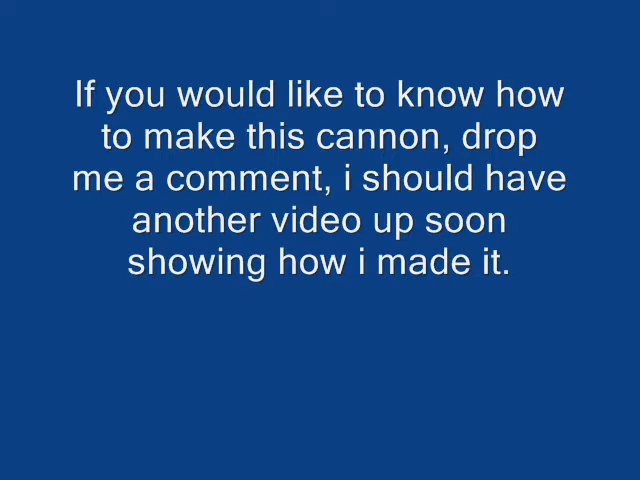 If you would like to know how
to make this cannon, drop
me a comment, i should have
another video up soon
showing how i made it.